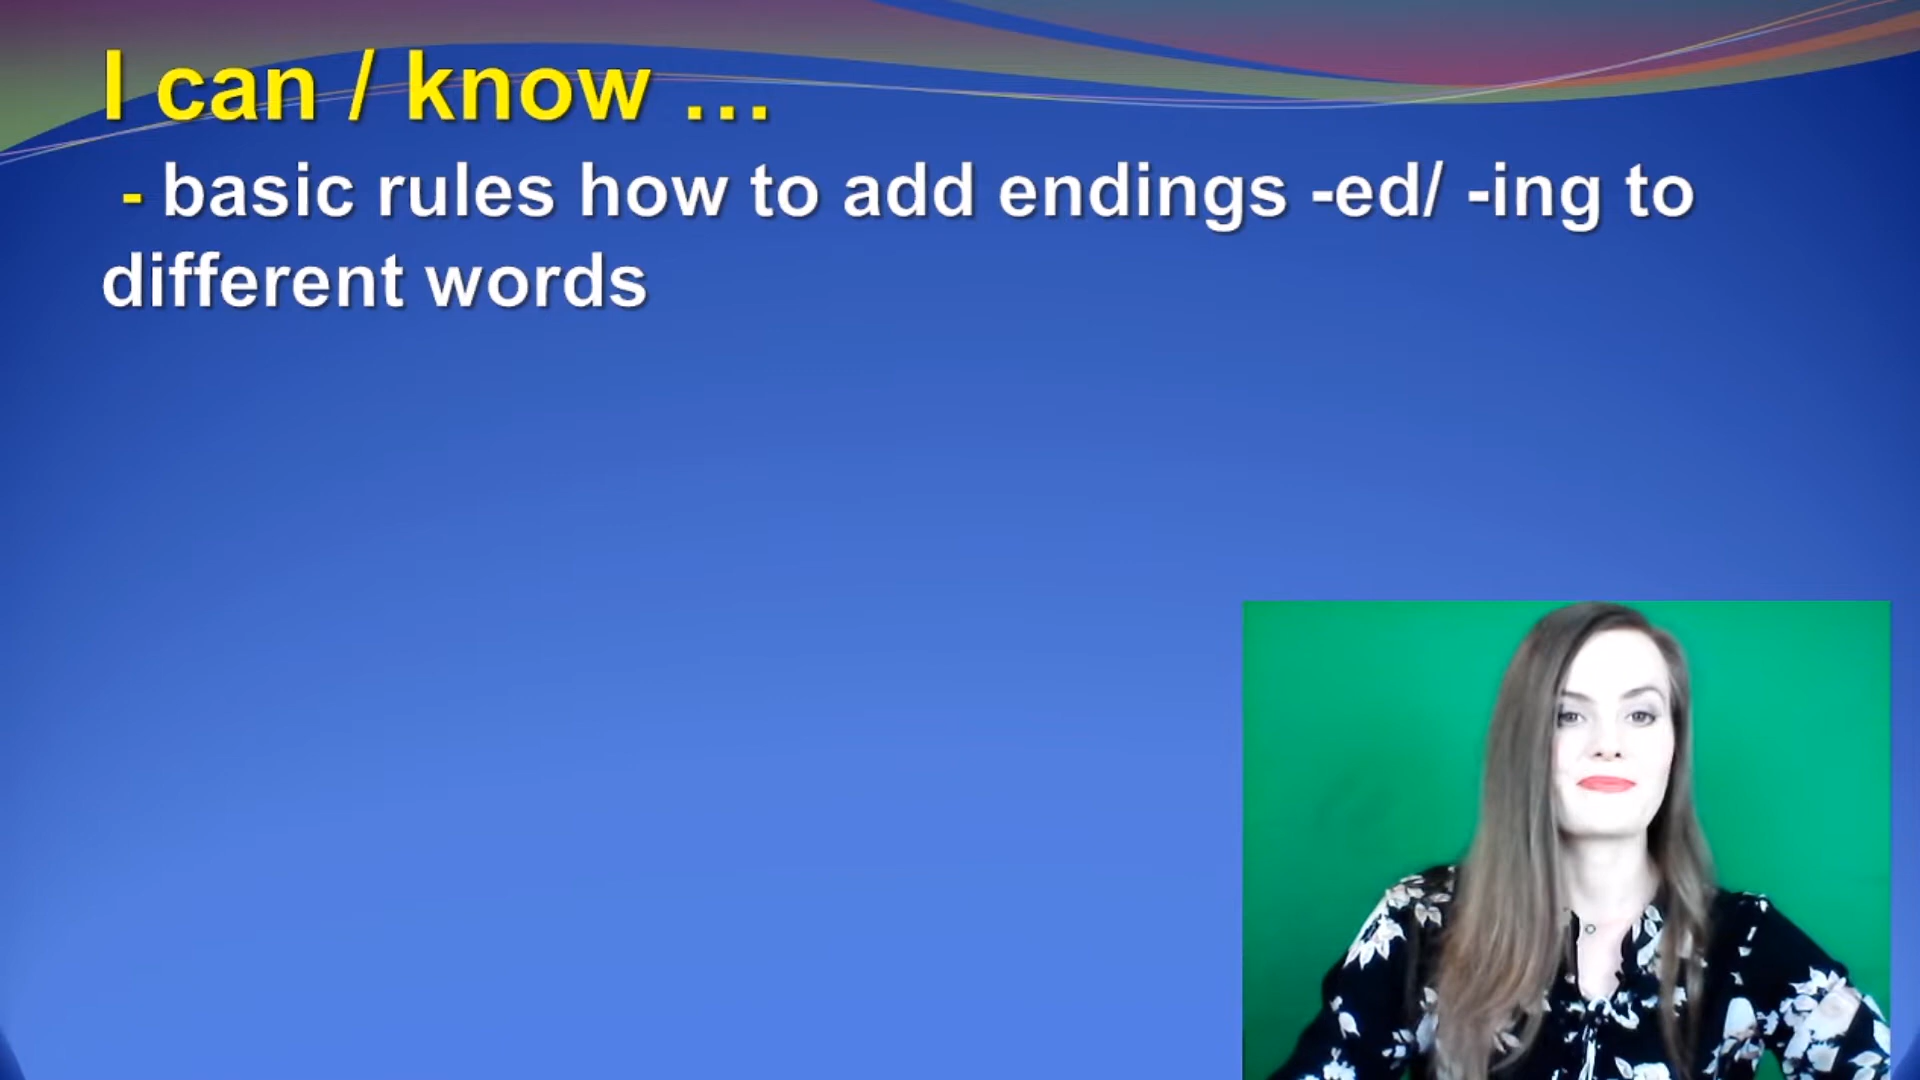 I can / know …
- basic rules how to add endings -ed/ -ing to
different words